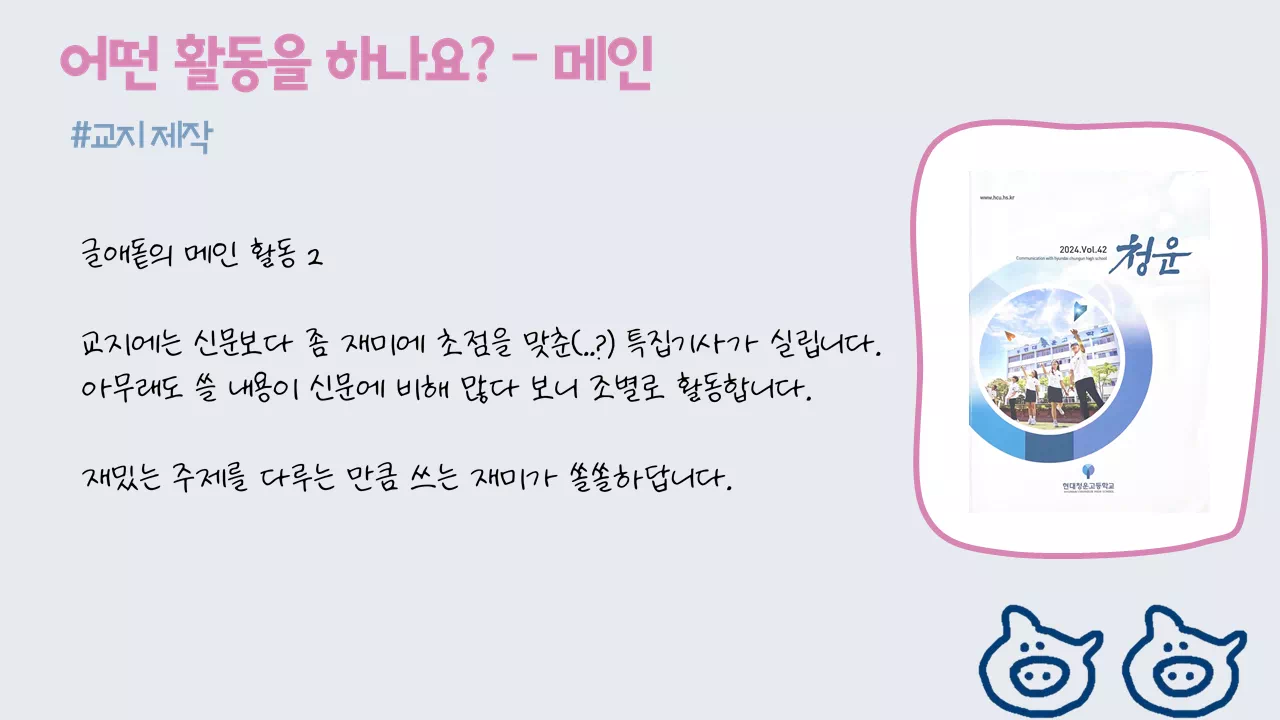 어떤 활동을 하나요? - 메인
#교지 제작
글애돝의 메인 활동 2
교지에는 신문보다 좀 재미에 초점을 맞춘(..?) 특집기사가 실립니다.
아무래도 쓸 내용이 신문에 비해 많다 보니 조별로 활동합니다.
재밌는 주제를 다루는 만큼 쓰는 재미가 쏠쏠하답니다.
www.hcu.hs.kr
2024.Vol.42
Communication with hyundai chungun high school
청운
현대청운고등학교
HYUNDAI CHUNGUN HIGH SCHOOL